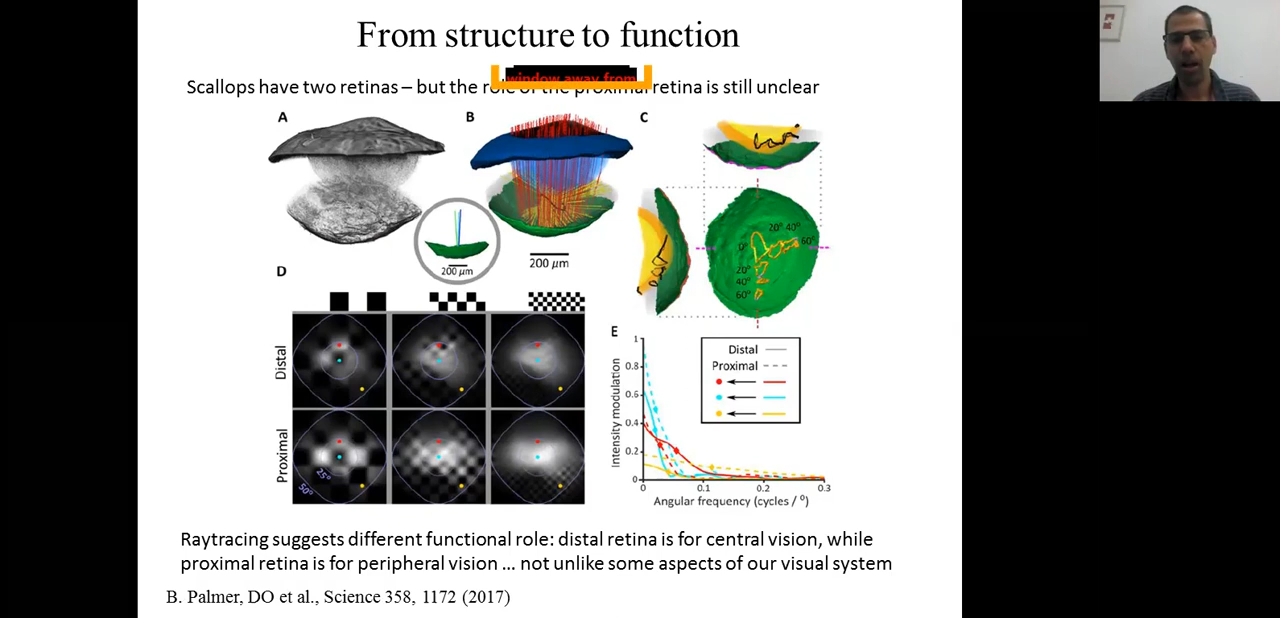 From structure to function
window away from
Scallops have two retinas – but the role of the proximal retina is still unclear
A
B
C
200 µm
200 µm
20° 40°
0°
60°
20°
40°
60°
D
Distal
Proximal
25°
50°
E
Intensity modulation
1
0.8
0.6
0.4
0.2
0
0
0.1
0.2
0.3
Angular frequency (cycles / °)
Distal
Proximal
Raytracing suggests different functional role: distal retina is for central vision, while
proximal retina is for peripheral vision ... not unlike some aspects of our visual system
B. Palmer, DO et al., Science 358, 1172 (2017)